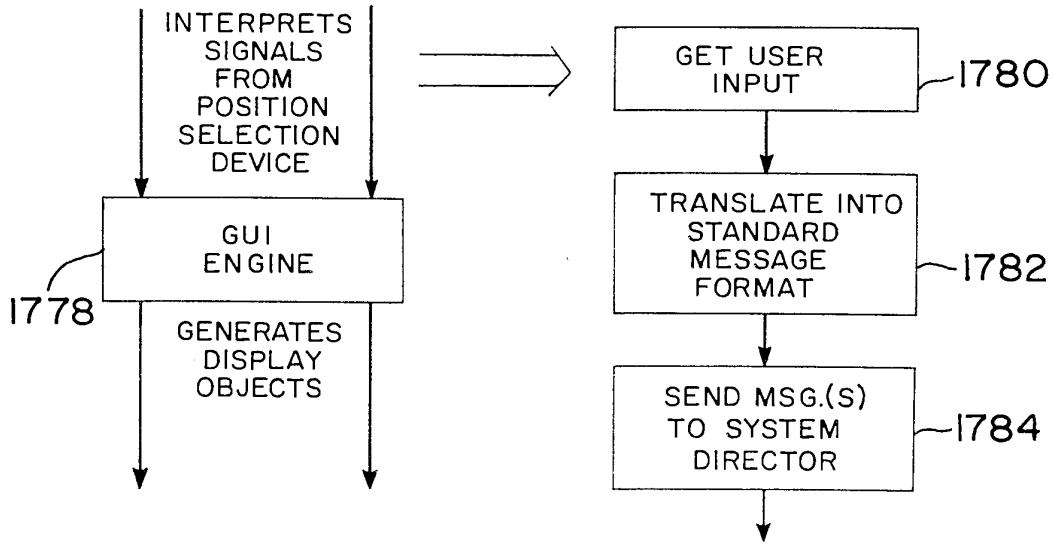 INTERPRETS
SIGNALS
FROM
POSITION
SELECTION
DEVICE
GUI
ENGINE
1778
GENERATES
DISPLAY
OBJECTS
GET USER
INPUT
1780
TRANSLATE INTO
STANDARD
MESSAGE
FORMAT
1782
SEND MSG.(S)
TO SYSTEM
DIRECTOR
1784